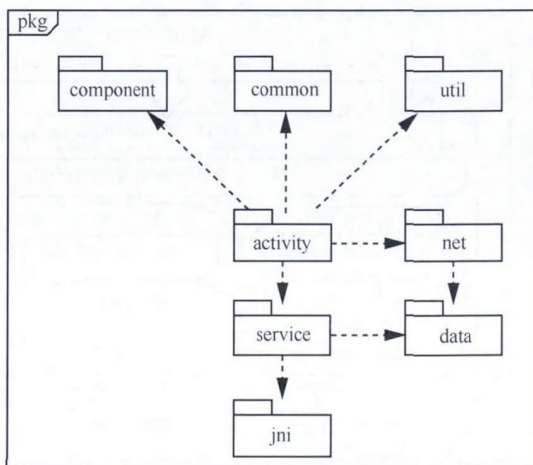 pkg
component
common
util
activity
net
service
data
jni